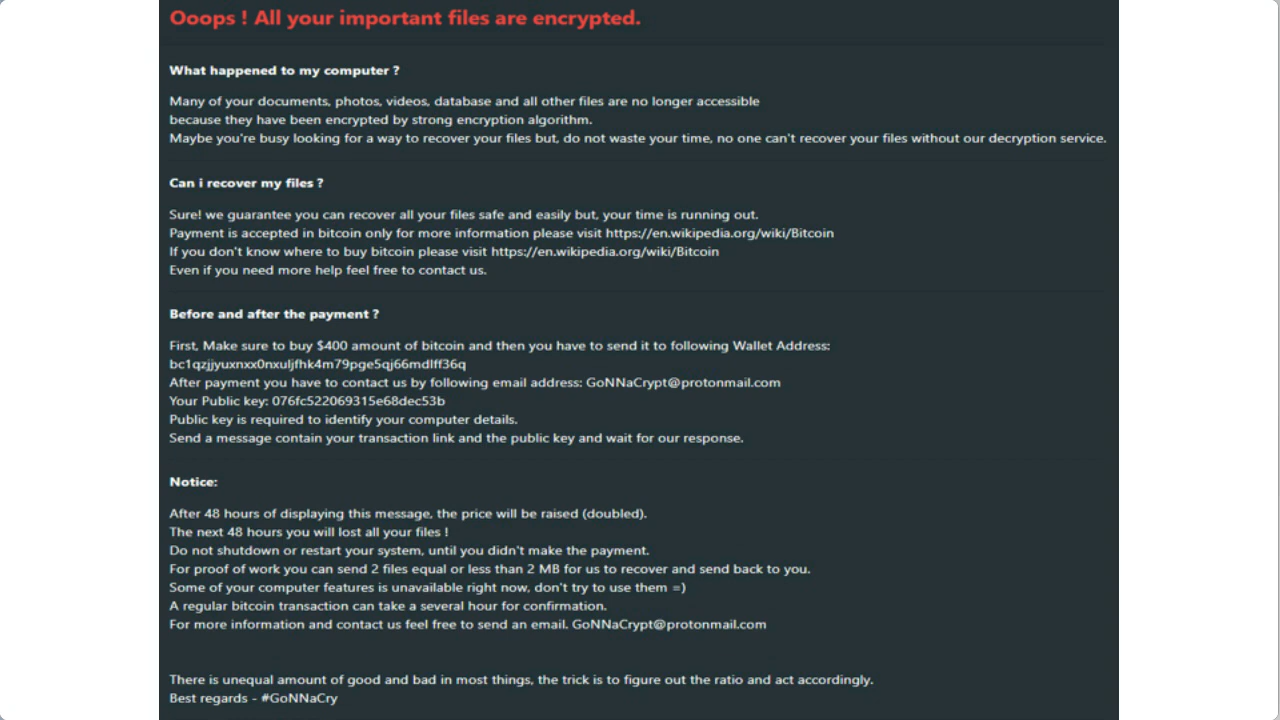 Ooops ! All your important files are encrypted.
What happened to my computer ?
Many of your documents, photos, videos, database and all other files are no longer accessible
because they have been encrypted by strong encryption algorithm.
Maybe you're busy looking for a way to recover your files but, do not waste your time, no one can't recover your files without our decryption service.
Can i recover my files ?
Sure! we guarantee you can recover all your files safe and easily but, your time is running out.
Payment is accepted in bitcoin only for more information please visit https://en.wikipedia.org/wiki/Bitcoin
If you don't know where to buy bitcoin please visit https://en.wikipedia.org/wiki/Bitcoin
Even if you need more help feel free to contact us.
Before and after the payment ?
First, Make sure to buy $400 amount of bitcoin and then you have to send it to following Wallet Address:
bc1qzjjyuxnxx0nxuljfhk4m79pge5qj66mdlff36q
After payment you have to contact us by following email address: GoNNaCrypt@protonmail.com
Your Public key: 076fc522069315e68dec53b
Public key is required to identify your computer details.
Send a message contain your transaction link and the public key and wait for our response.
Notice:
After 48 hours of displaying this message, the price will be raised (doubled).
The next 48 hours you will lost all your files !
Do not shutdown or restart your system, until you didn't make the payment.
For proof of work you can send 2 files equal or less than 2 MB for us to recover and send back to you.
Some of your computer features is unavailable right now, don't try to use them =)
A regular bitcoin transaction can take a several hour for confirmation.
For more information and contact us feel free to send an email. GoNNaCrypt@protonmail.com
There is unequal amount of good and bad in most things, the trick is to figure out the ratio and act accordingly.
Best regards - #GoNNaCry